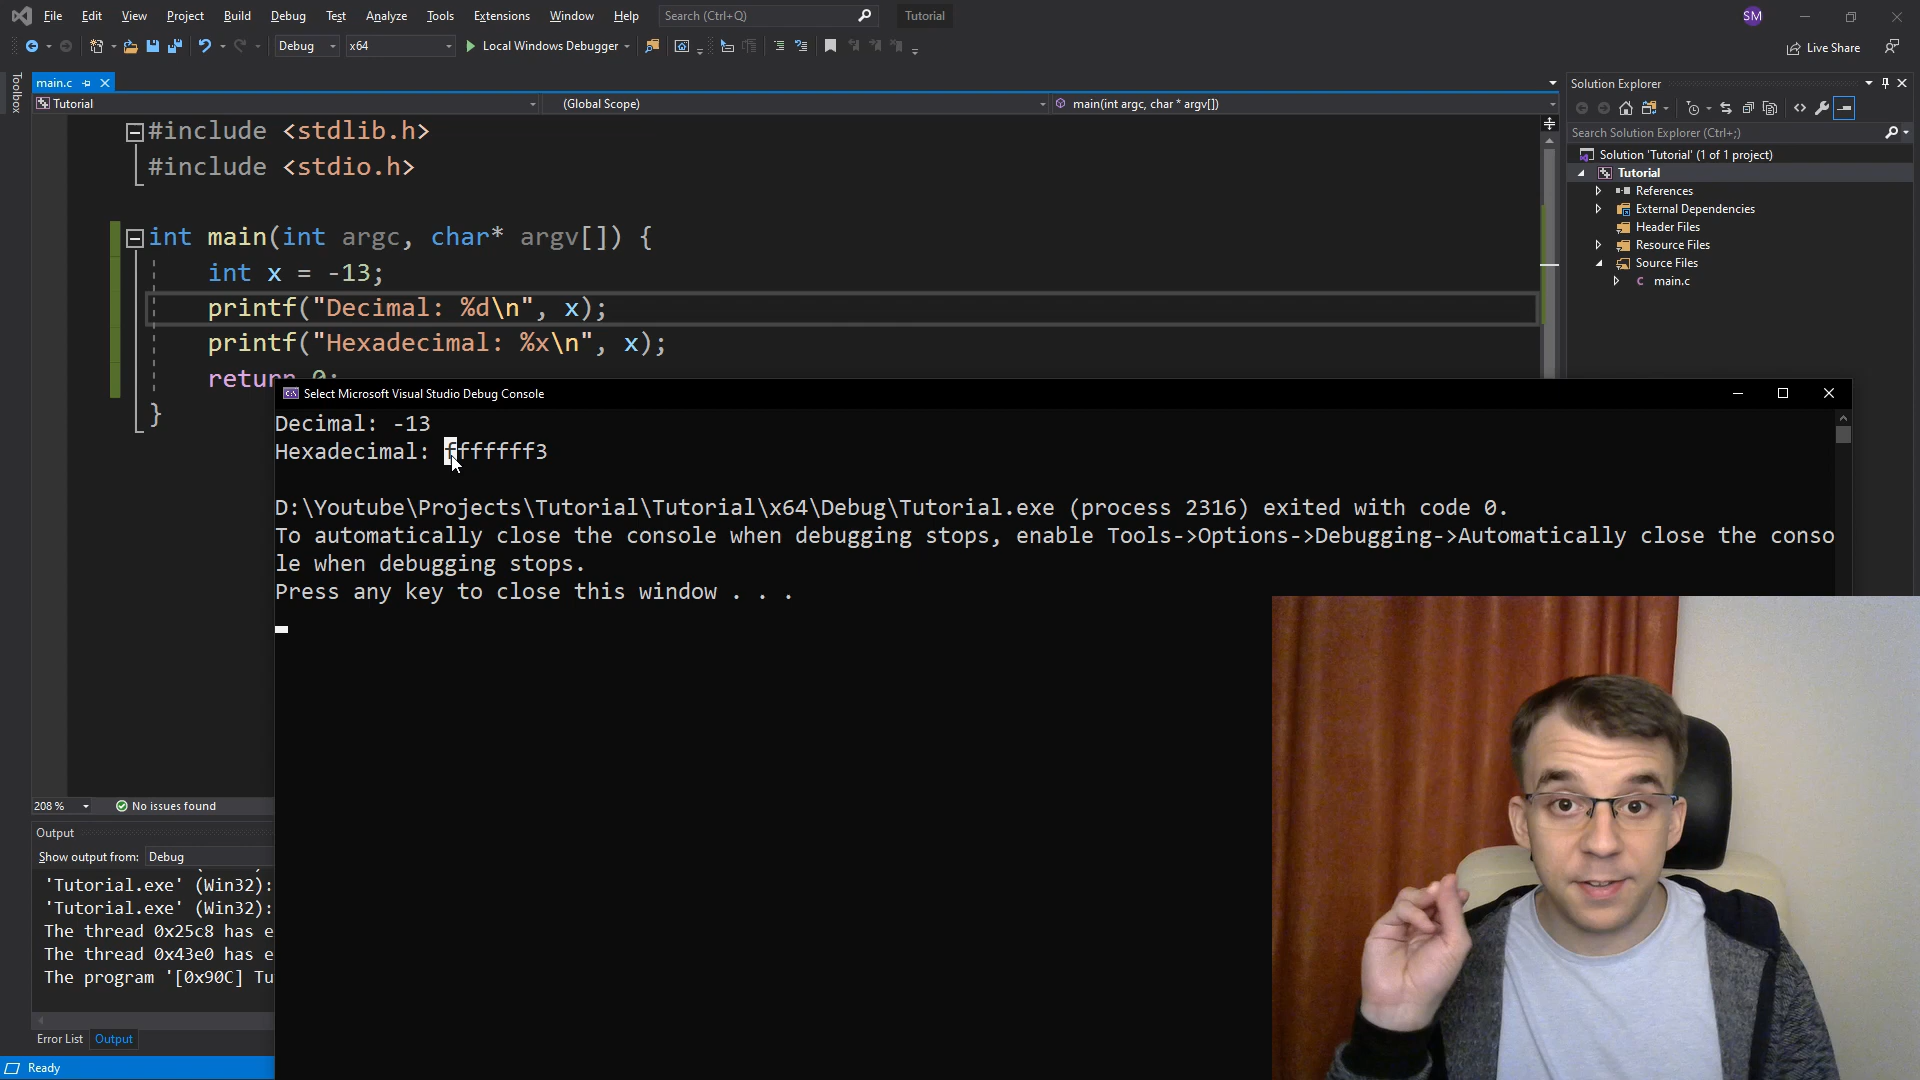 File Edit View Project Build Debug Test Analyze Tools Extensions Window Help Search (Ctrl+Q) Tutorial SM
Debug x64 Local Windows Debugger Live Share
Toolbox
main.c
Tutorial (Global Scope) main(int argc, char * argv[])
#include <stdlib.h>
#include <stdio.h>
int main(int argc, char* argv[]) {
int x = -13;
printf("Decimal: %d\n", x);
printf("Hexadecimal: %x\n", x);
return 0;
}
Select Microsoft Visual Studio Debug Console
Decimal: -13
Hexadecimal: fffffff3
D:\Youtube\Projects\Tutorial\Tutorial\x64\Debug\Tutorial.exe (process 2316) exited with code 0.
To automatically close the console when debugging stops, enable Tools->Options->Debugging->Automatically close the conso
le when debugging stops.
Press any key to close this window . . .
208 % No issues found
Output
Show output from: Debug
'Tutorial.exe' (Win32):
'Tutorial.exe' (Win32):
The thread 0x25c8 has e
The thread 0x43e0 has e
The program '[0x90C] Tu
Error List Output
Ready
Solution Explorer
Search Solution Explorer (Ctrl+;)
Solution 'Tutorial' (1 of 1 project)
Tutorial
References
External Dependencies
Header Files
Resource Files
Source Files
main.c